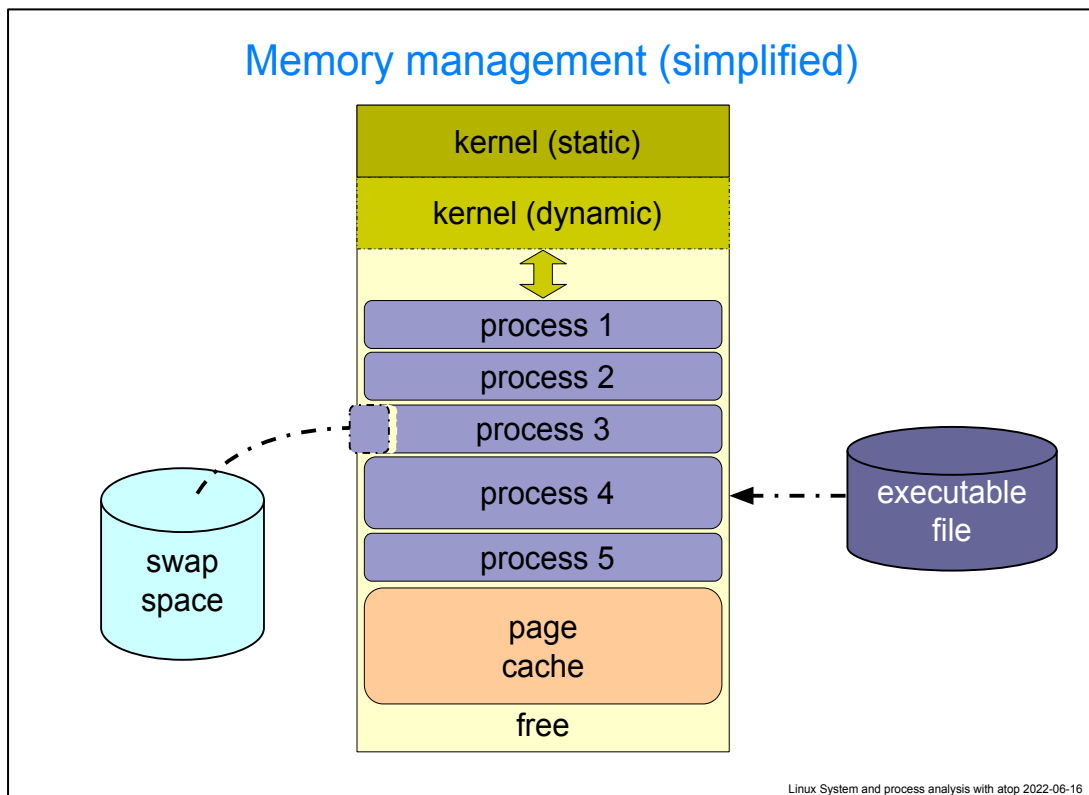 Memory management (simplified)
kernel (static)
kernel (dynamic)
process 1
process 2
process 3
process 4
process 5
page
cache
free
swap
space
executable
file
Linux System and process analysis with atop 2022-06-16